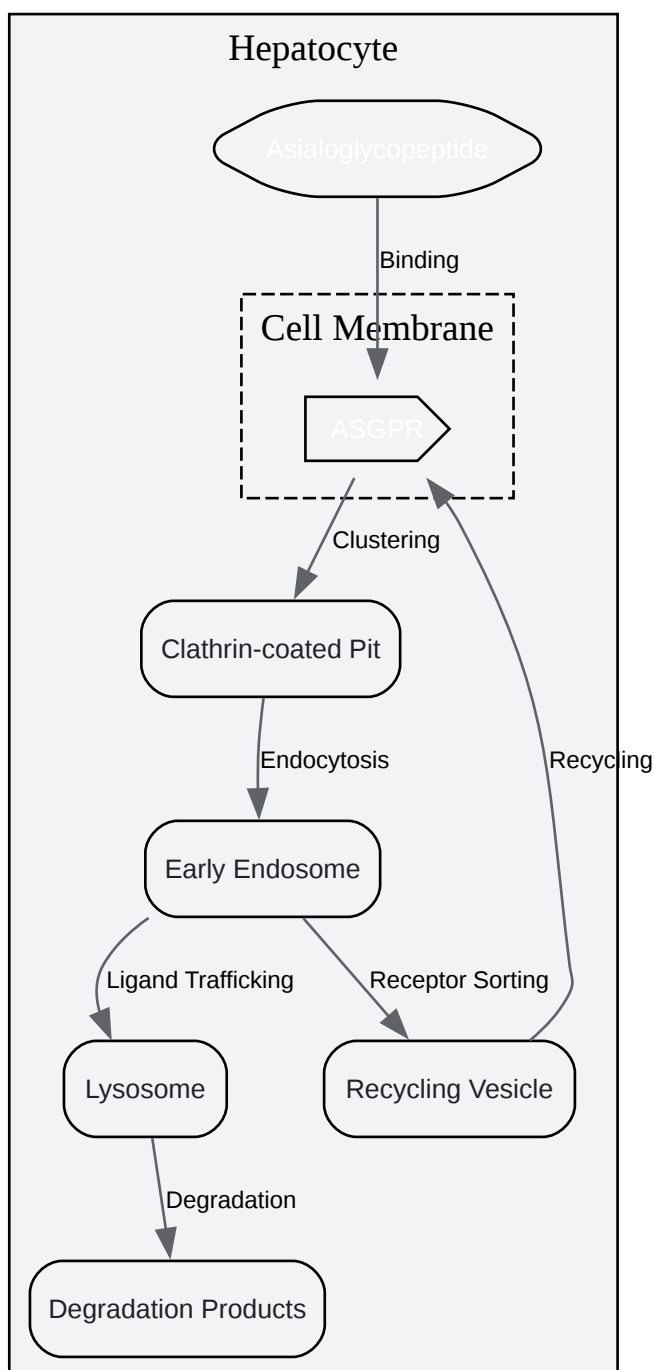 Hepatocyte
Asialoglycopeptide
Binding
Cell Membrane
ASGPR
Clustering
Clathrin-coated Pit
Endocytosis
Recycling
Early Endosome
Ligand Trafficking
Receptor Sorting
Lysosome
Recycling Vesicle
Degradation
Degradation Products